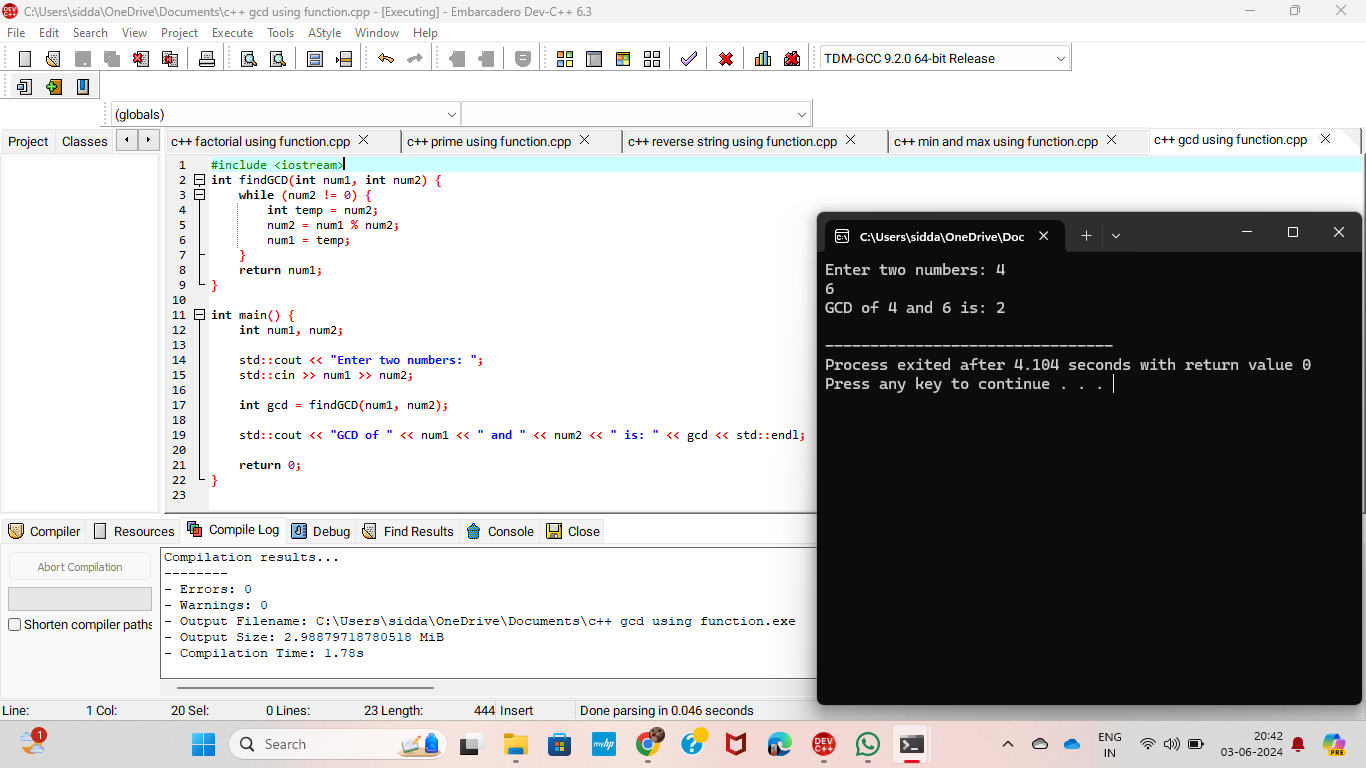 C:\Users\sidda\OneDrive\Documents\c++ gcd using function.cpp - [Executing] - Embarcadero Dev-C++ 6.3
File Edit Search View Project Execute Tools AStyle Window Help
TDM-GCC 9.2.0 64-bit Release
(globals)
Project Classes
c++ factorial using function.cpp c++ prime using function.cpp c++ reverse string using function.cpp c++ min and max using function.cpp c++ gcd using function.cpp
1 #include <iostream>
2 int findGCD(int num1, int num2) {
3 while (num2 != 0) {
4 int temp = num2;
5 num2 = num1 % num2;
6 num1 = temp;
7 }
8 return num1;
9 }
10
11 int main() {
12 int num1, num2;
13
14 std::cout << "Enter two numbers: ";
15 std::cin >> num1 >> num2;
16
17 int gcd = findGCD(num1, num2);
18
19 std::cout << "GCD of " << num1 << " and " << num2 << " is: " << gcd << std::endl;
20
21 return 0;
22 }
23
C:\Users\sidda\OneDrive\Doc
Enter two numbers: 4
6
GCD of 4 and 6 is: 2
--------------------------------
Process exited after 4.104 seconds with return value 0
Press any key to continue . . .
Compiler Resources Compile Log Debug Find Results Console Close
Abort Compilation
Shorten compiler paths
Compilation results...
--------
- Errors: 0
- Warnings: 0
- Output Filename: C:\Users\sidda\OneDrive\Documents\c++ gcd using function.exe
- Output Size: 2.98879718780518 MiB
- Compilation Time: 1.78s
Line: 1 Col: 20 Sel: 0 Lines: 23 Length: 444 Insert Done parsing in 0.046 seconds
1
Search
myhp
DEV
C++
PRE
ENG
IN
20:42
03-06-2024